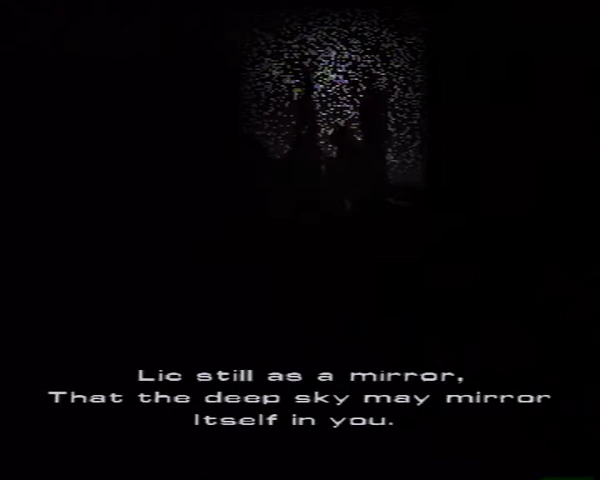 Lie still as a mirror,
That the deep sky may mirror
Itself in you.